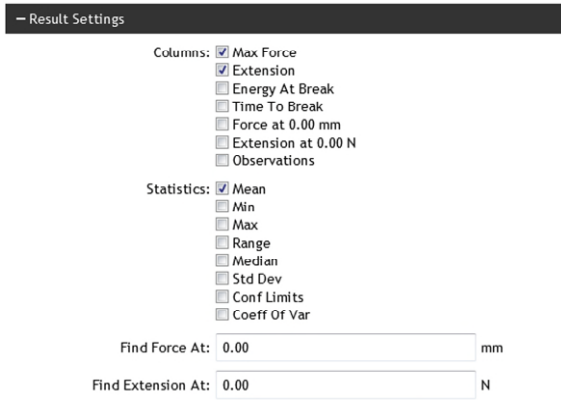 − Result Settings
Columns: Max Force
Extension
Energy At Break
Time To Break
Force at 0.00 mm
Extension at 0.00 N
Observations
Statistics: Mean
Min
Max
Range
Median
Std Dev
Conf Limits
Coeff Of Var
Find Force At: 0.00 mm
Find Extension At: 0.00 N